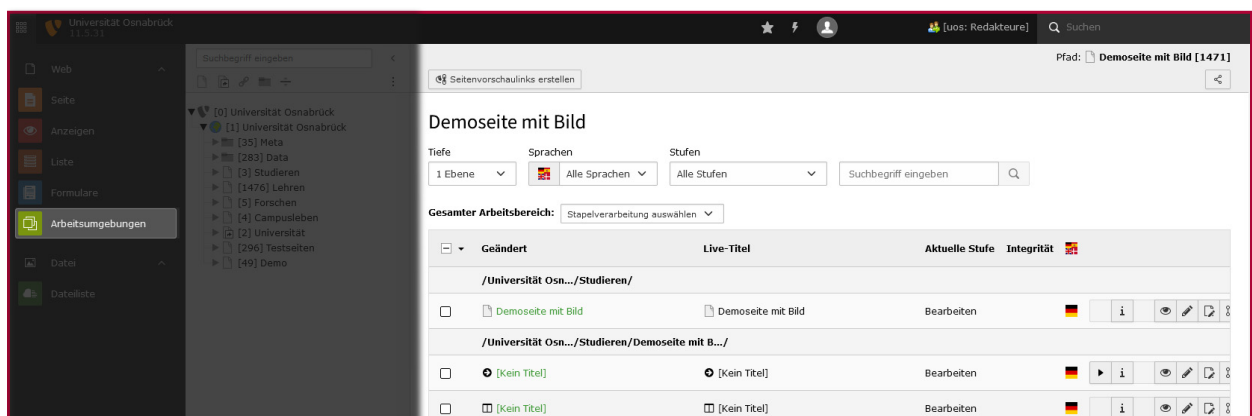 Universität Osnabrück
11.5.31
[uos: Redakteure]
Suchen
Web
Seite
Anzeigen
Liste
Formulare
Arbeitsumgebungen
Datei
Dateiliste
Suchbegriff eingeben
[0] Universität Osnabrück
[1] Universität Osnabrück
[35] Meta
[283] Data
[3] Studieren
[1476] Lehren
[5] Forschen
[4] Campusleben
[2] Universität
[296] Testseiten
[49] Demo
Pfad: Demoseite mit Bild [1471]
Seitenvorschaulinks erstellen
Demoseite mit Bild
Tiefe Sprachen Stufen
1 Ebene Alle Sprachen Alle Stufen Suchbegriff eingeben
Gesamter Arbeitsbereich: Stapelverarbeitung auswählen
Geändert Live-Titel Aktuelle Stufe Integrität
/Universität Osn.../Studieren/
Demoseite mit Bild Demoseite mit Bild Bearbeiten i
/Universität Osn.../Studieren/Demoseite mit B.../
[Kein Titel] [Kein Titel] Bearbeiten i
[Kein Titel] [Kein Titel] Bearbeiten i